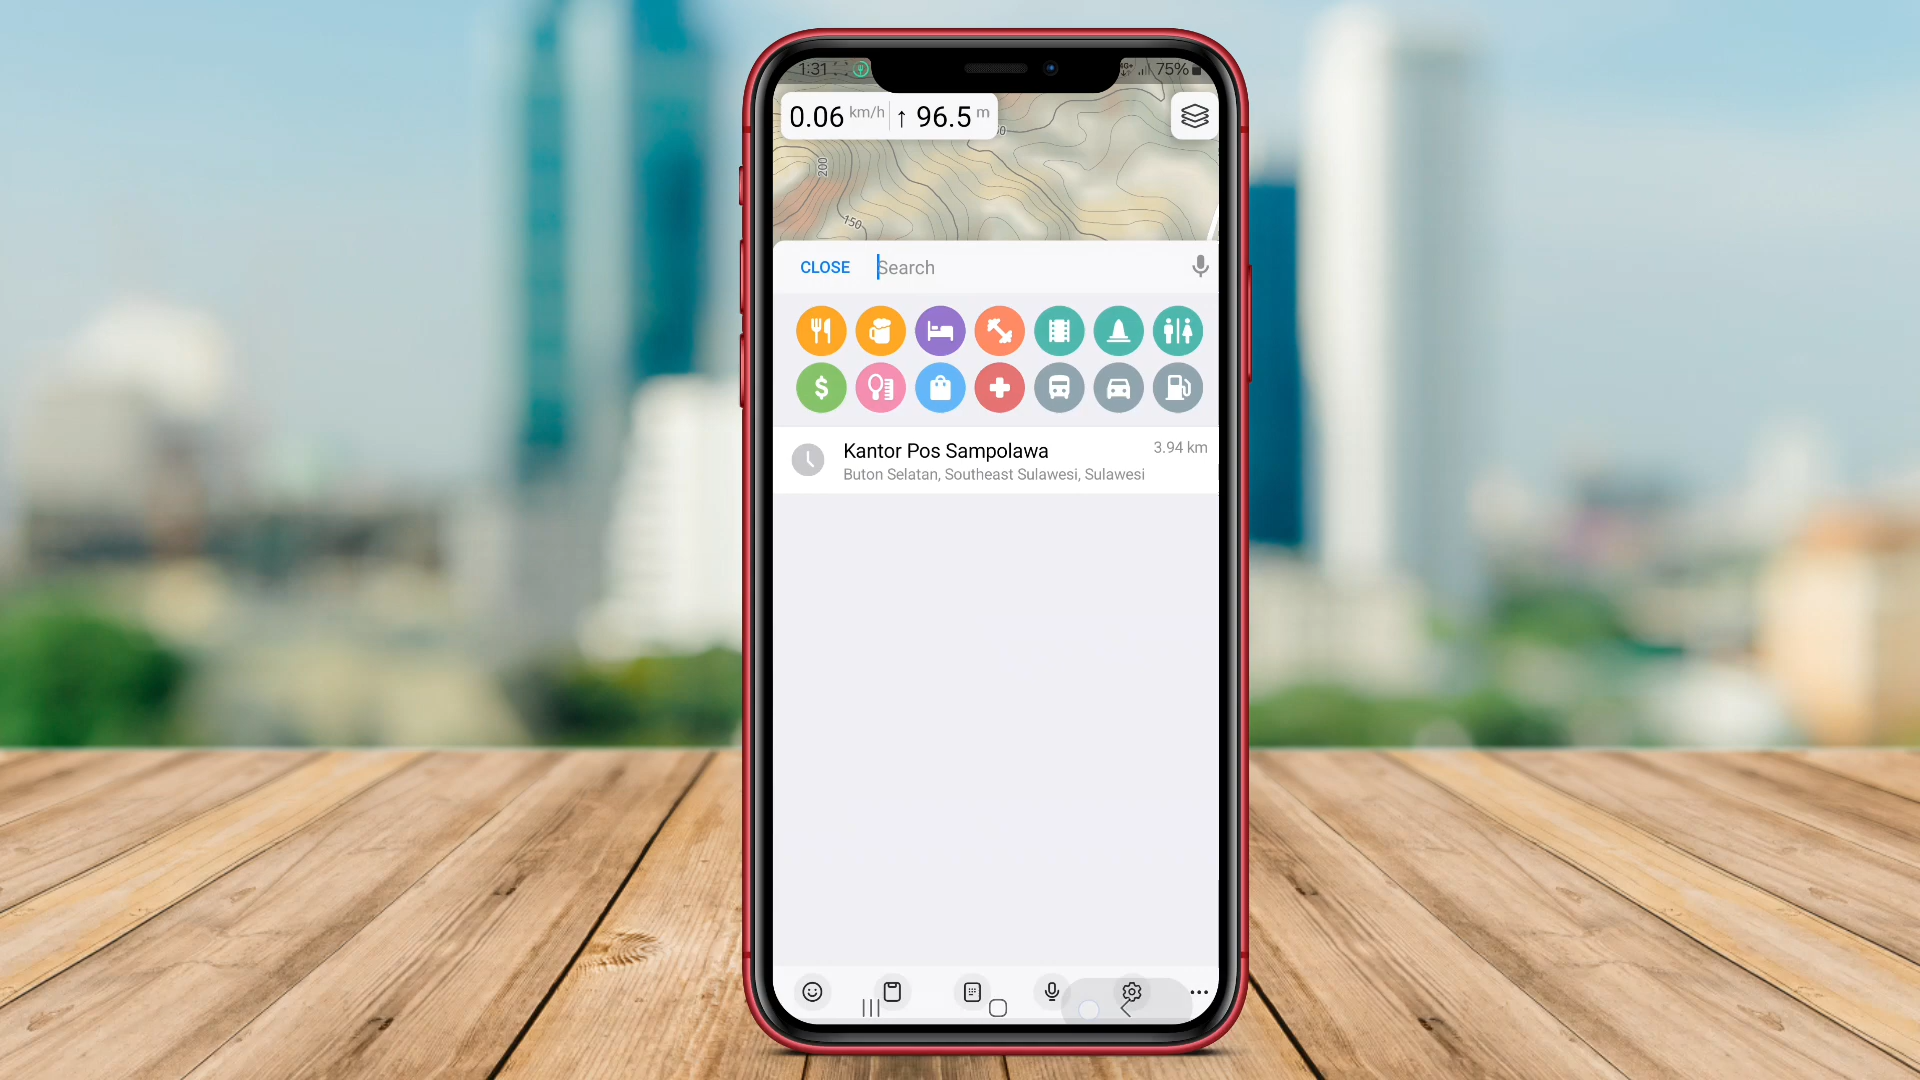 1:31
4G+
75%
0.06 km/h ↑ 96.5 m
200
150
CLOSE
Search
$
Kantor Pos Sampolawa
3.94 km
Buton Selatan, Southeast Sulawesi, Sulawesi